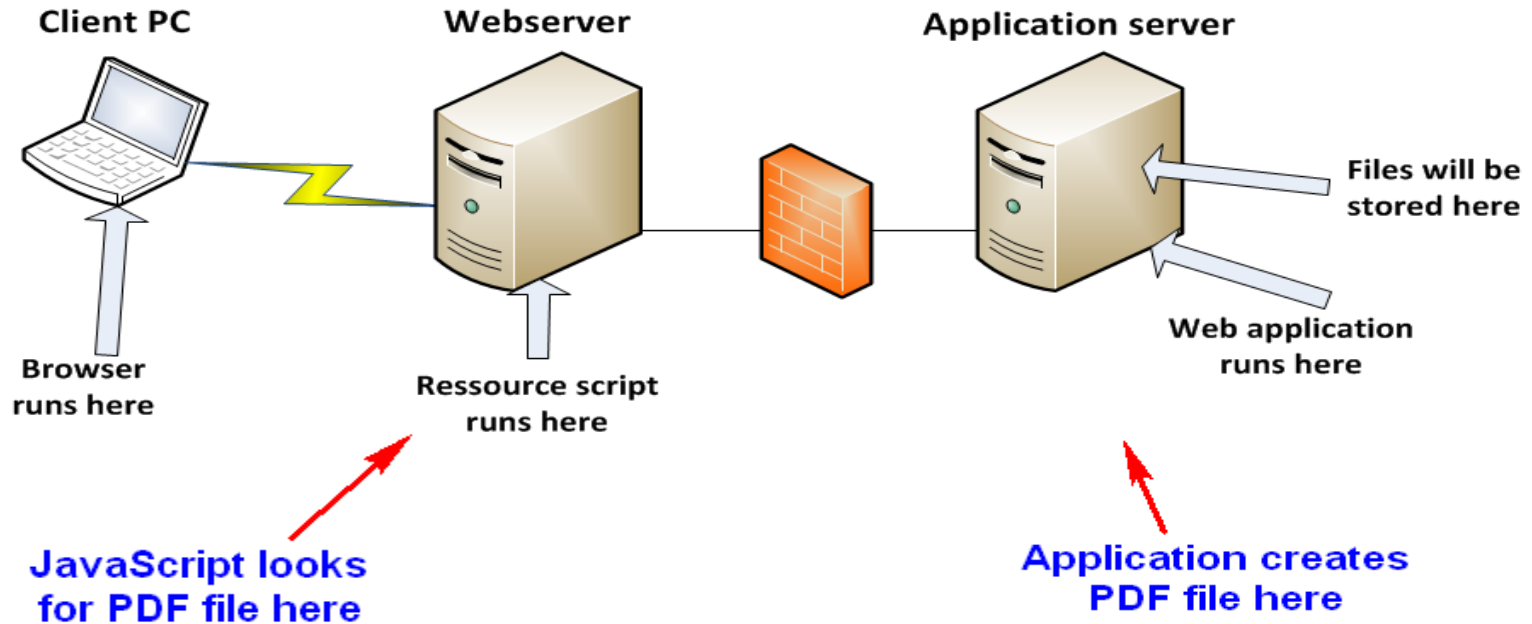 Client PC
Webserver
Application server
Files will be
stored here
Web application
runs here
Browser
runs here
Ressource script
runs here
JavaScript looks
for PDF file here
Application creates
PDF file here